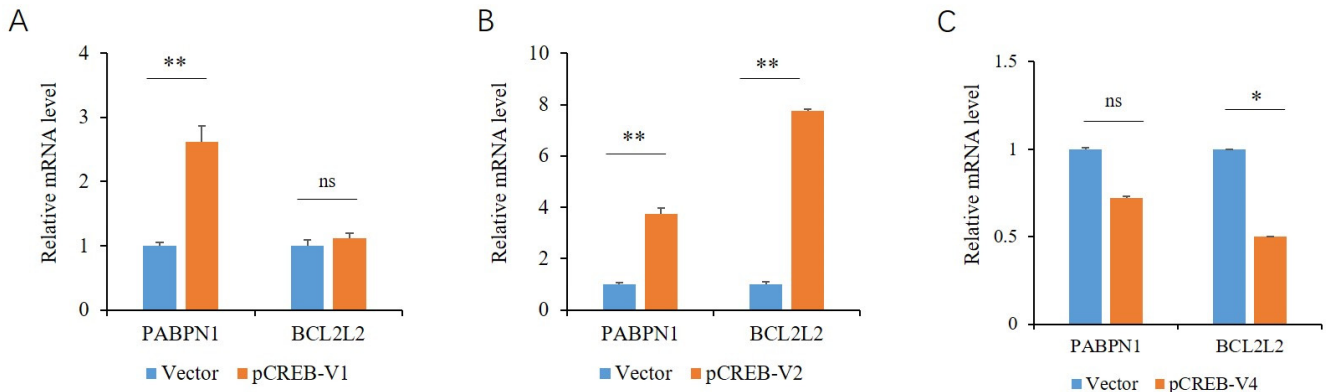 A
Relative mRNA level
4
3
2
1
0
**
ns
PABPN1 BCL2L2
Vector pCREB-V1
B
Relative mRNA level
10
8
6
4
2
0
**
**
PABPN1 BCL2L2
Vector pCREB-V2
C
Relative mRNA level
1.5
1
0.5
0
ns
*
PABPN1 BCL2L2
Vector pCREB-V4